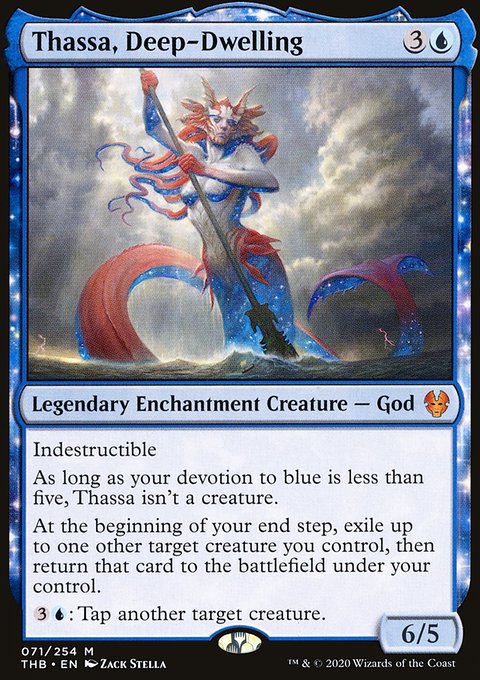 Thassa, Deep-Dwelling 3
Legendary Enchantment Creature — God
Indestructible
As long as your devotion to blue is less than
five, Thassa isn't a creature.
At the beginning of your end step, exile up
to one other target creature you control, then
return that card to the battlefield under your
control.
3: Tap another target creature.
6/5
071/254 M
THB • EN Zack Stella
™ & © 2020 Wizards of the Coast